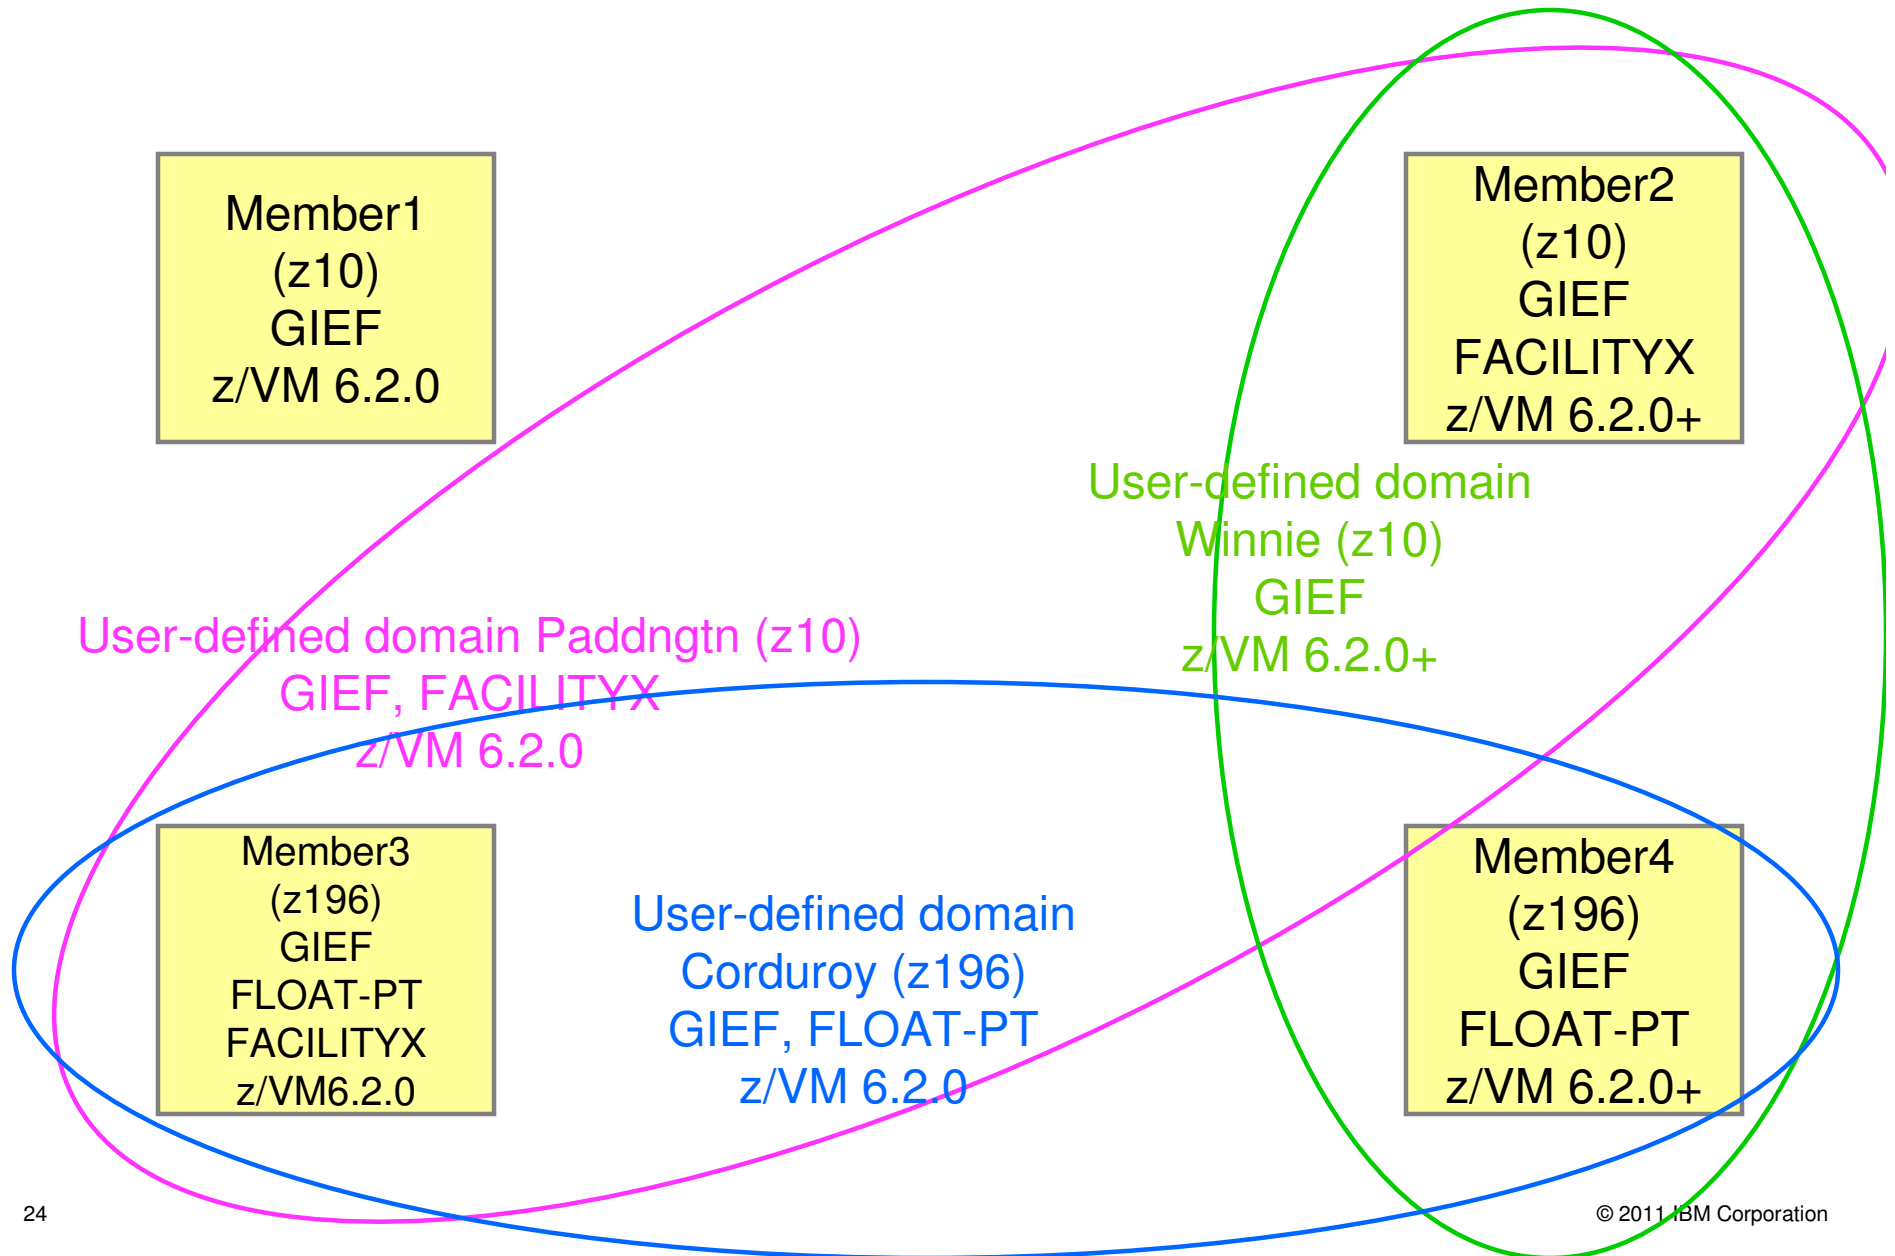 Member1
(z10)
GIEF
z/VM 6.2.0
Member2
(z10)
GIEF
FACILITYX
z/VM 6.2.0+
User-defined domain
Winnie (z10)
GIEF
z/VM 6.2.0+
User-defined domain Paddngtn (z10)
GIEF, FACILITYX
z/VM 6.2.0
Member3
(z196)
GIEF
FLOAT-PT
FACILITYX
z/VM6.2.0
User-defined domain
Corduroy (z196)
GIEF, FLOAT-PT
z/VM 6.2.0
Member4
(z196)
GIEF
FLOAT-PT
z/VM 6.2.0+
24
© 2011 IBM Corporation